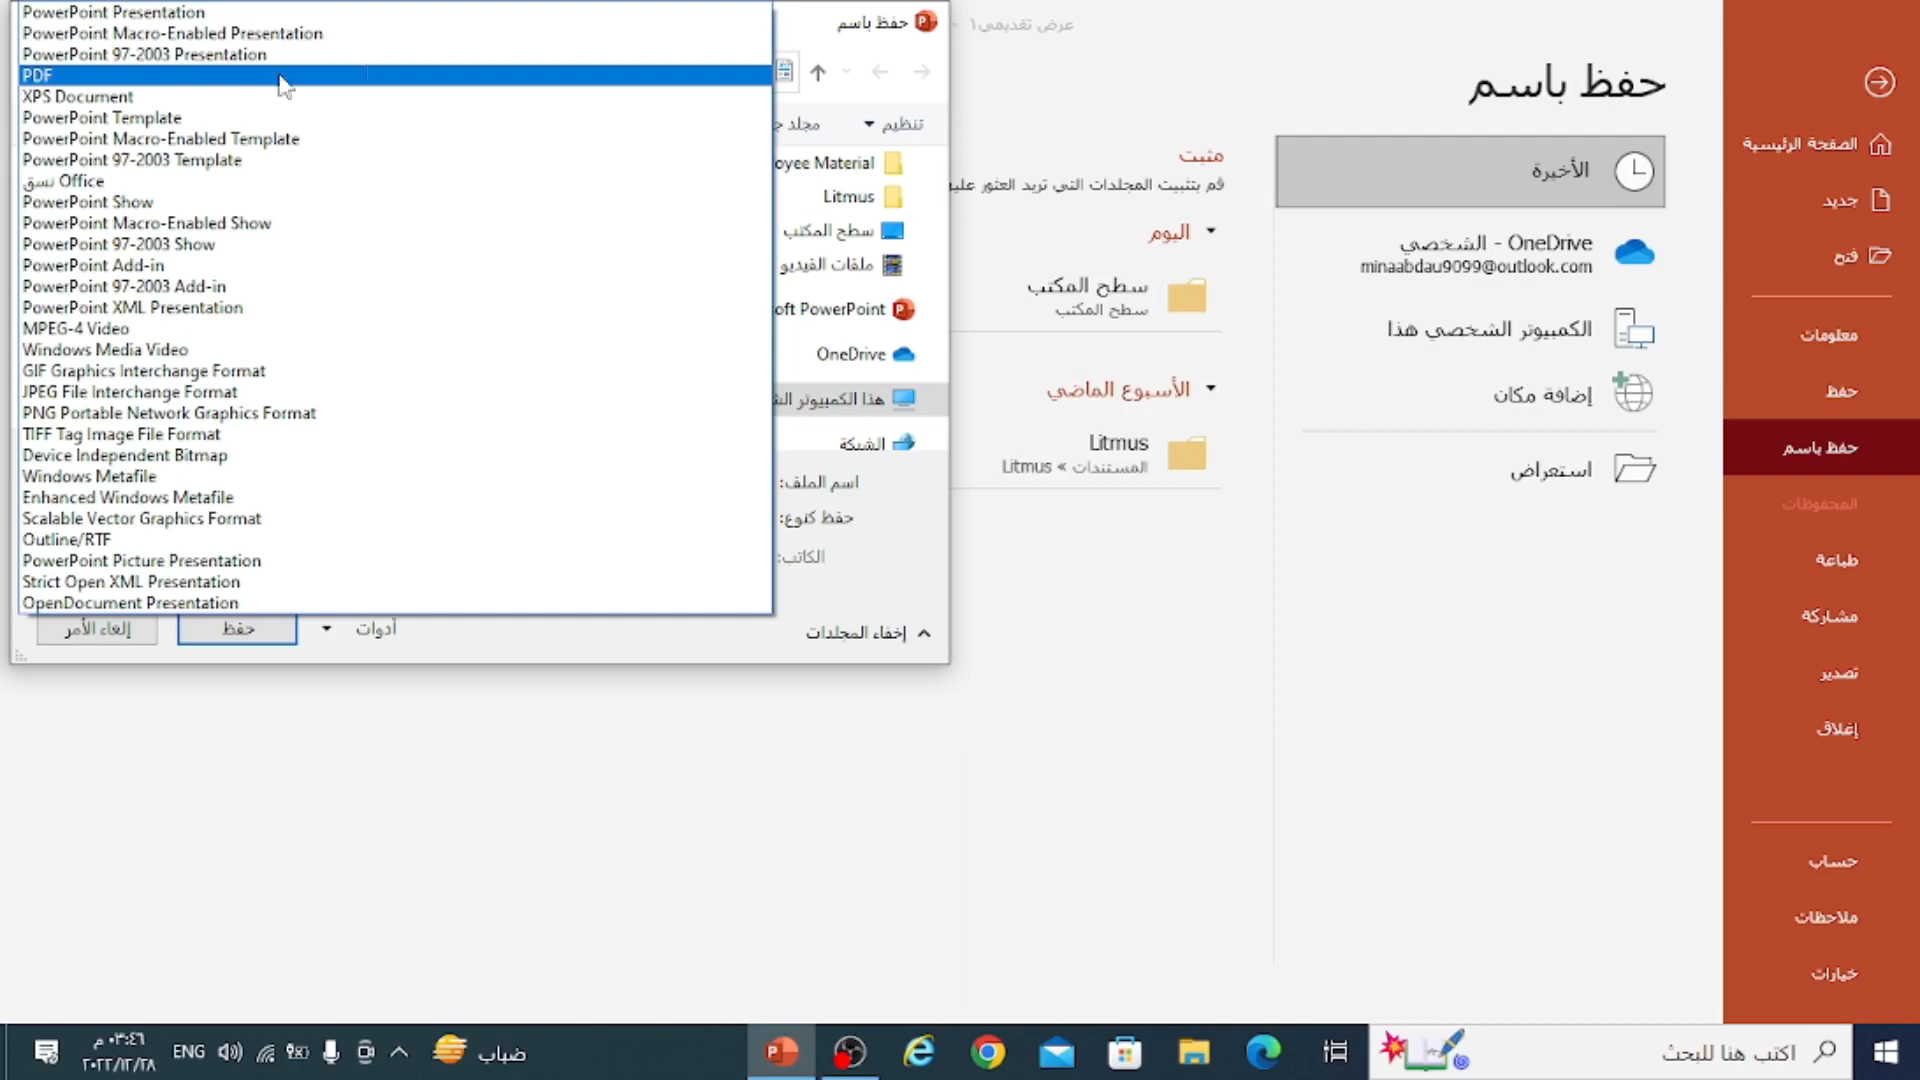 حفظ باسم
عرض تقديمي١ -
PowerPoint Presentation
PowerPoint Macro-Enabled Presentation
PowerPoint 97-2003 Presentation
PDF
XPS Document
PowerPoint Template
PowerPoint Macro-Enabled Template
PowerPoint 97-2003 Template
نسق Office
PowerPoint Show
PowerPoint Macro-Enabled Show
PowerPoint 97-2003 Show
PowerPoint Add-in
PowerPoint 97-2003 Add-in
PowerPoint XML Presentation
MPEG-4 Video
Windows Media Video
GIF Graphics Interchange Format
JPEG File Interchange Format
PNG Portable Network Graphics Format
TIFF Tag Image File Format
Device Independent Bitmap
Windows Metafile
Enhanced Windows Metafile
Scalable Vector Graphics Format
Outline/RTF
PowerPoint Picture Presentation
Strict Open XML Presentation
OpenDocument Presentation
تنظيم
مجلد
oyee Material
Litmus
سطح المكتب
ملفات الفيديو
oft PowerPoint
OneDrive
هذا الكمبيوتر
الشبكة
اسم الملف:
حفظ كنوع:
الكاتب:
إخفاء المجلدات
أدوات
حفظ
إلغاء الأمر
حفظ باسم
الأخيرة
OneDrive - الشخصي
minaabdau9099@outlook.com
الكمبيوتر الشخصي هذا
إضافة مكان
استعراض
مثبت
قم بتثبيت المجلدات التي تريد العثور
اليوم
سطح المكتب
سطح المكتب
الأسبوع الماضي
Litmus
المستندات » Litmus
الصفحة الرئيسية
جديد
فتح
معلومات
حفظ
حفظ باسم
المحفوظات
طباعة
مشاركة
تصدير
إغلاق
حساب
ملاحظات
خيارات
اكتب هنا للبحث
ضباب
ENG
٠٣:٤٦ م
٢٠٢٢/١٢/٢٨